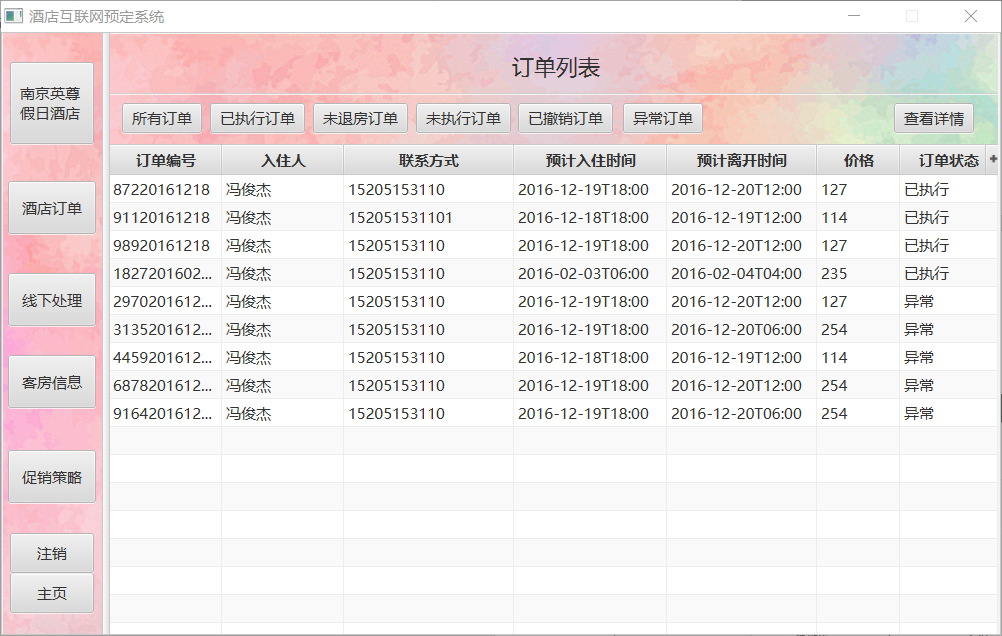 酒店互联网预定系统
南京英尊
假日酒店
酒店订单
线下处理
客房信息
促销策略
注销
主页
订单列表
所有订单 已执行订单 未退房订单 未执行订单 已撤销订单 异常订单 查看详情
订单编号 入住人 联系方式 预计入住时间 预计离开时间 价格 订单状态 +
87220161218 冯俊杰 15205153110 2016-12-19T18:00 2016-12-20T12:00 127 已执行
91120161218 冯俊杰 152051531101 2016-12-18T18:00 2016-12-19T12:00 114 已执行
98920161218 冯俊杰 15205153110 2016-12-19T18:00 2016-12-20T12:00 127 已执行
1827201602... 冯俊杰 15205153110 2016-02-03T06:00 2016-02-04T04:00 235 已执行
2970201612... 冯俊杰 15205153110 2016-12-19T18:00 2016-12-20T12:00 127 异常
3135201612... 冯俊杰 15205153110 2016-12-19T18:00 2016-12-20T06:00 254 异常
4459201612... 冯俊杰 15205153110 2016-12-18T18:00 2016-12-19T12:00 114 异常
6878201612... 冯俊杰 15205153110 2016-12-19T18:00 2016-12-20T12:00 254 异常
9164201612... 冯俊杰 15205153110 2016-12-19T18:00 2016-12-20T06:00 254 异常